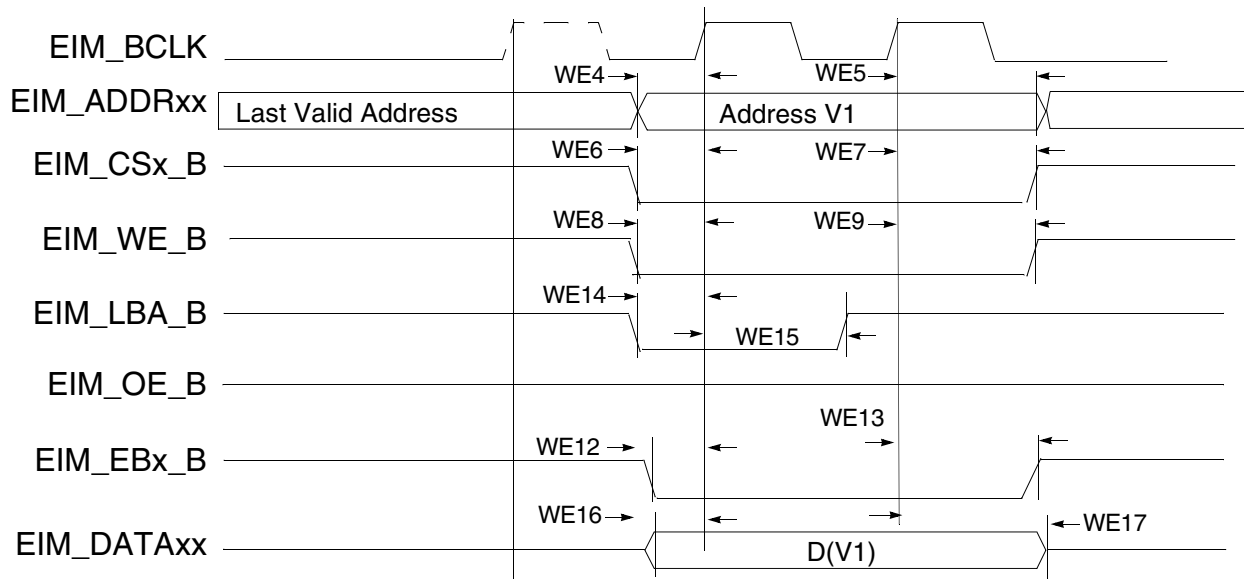 EIM_BCLK
WE4 WE5
EIM_ADDRxx
Last Valid Address Address V1
WE6 WE7
EIM_CSx_B
WE8 WE9
EIM_WE_B
WE14
EIM_LBA_B
WE15
EIM_OE_B
WE13
WE12
EIM_EBx_B
WE16 WE17
EIM_DATAxx
D(V1)